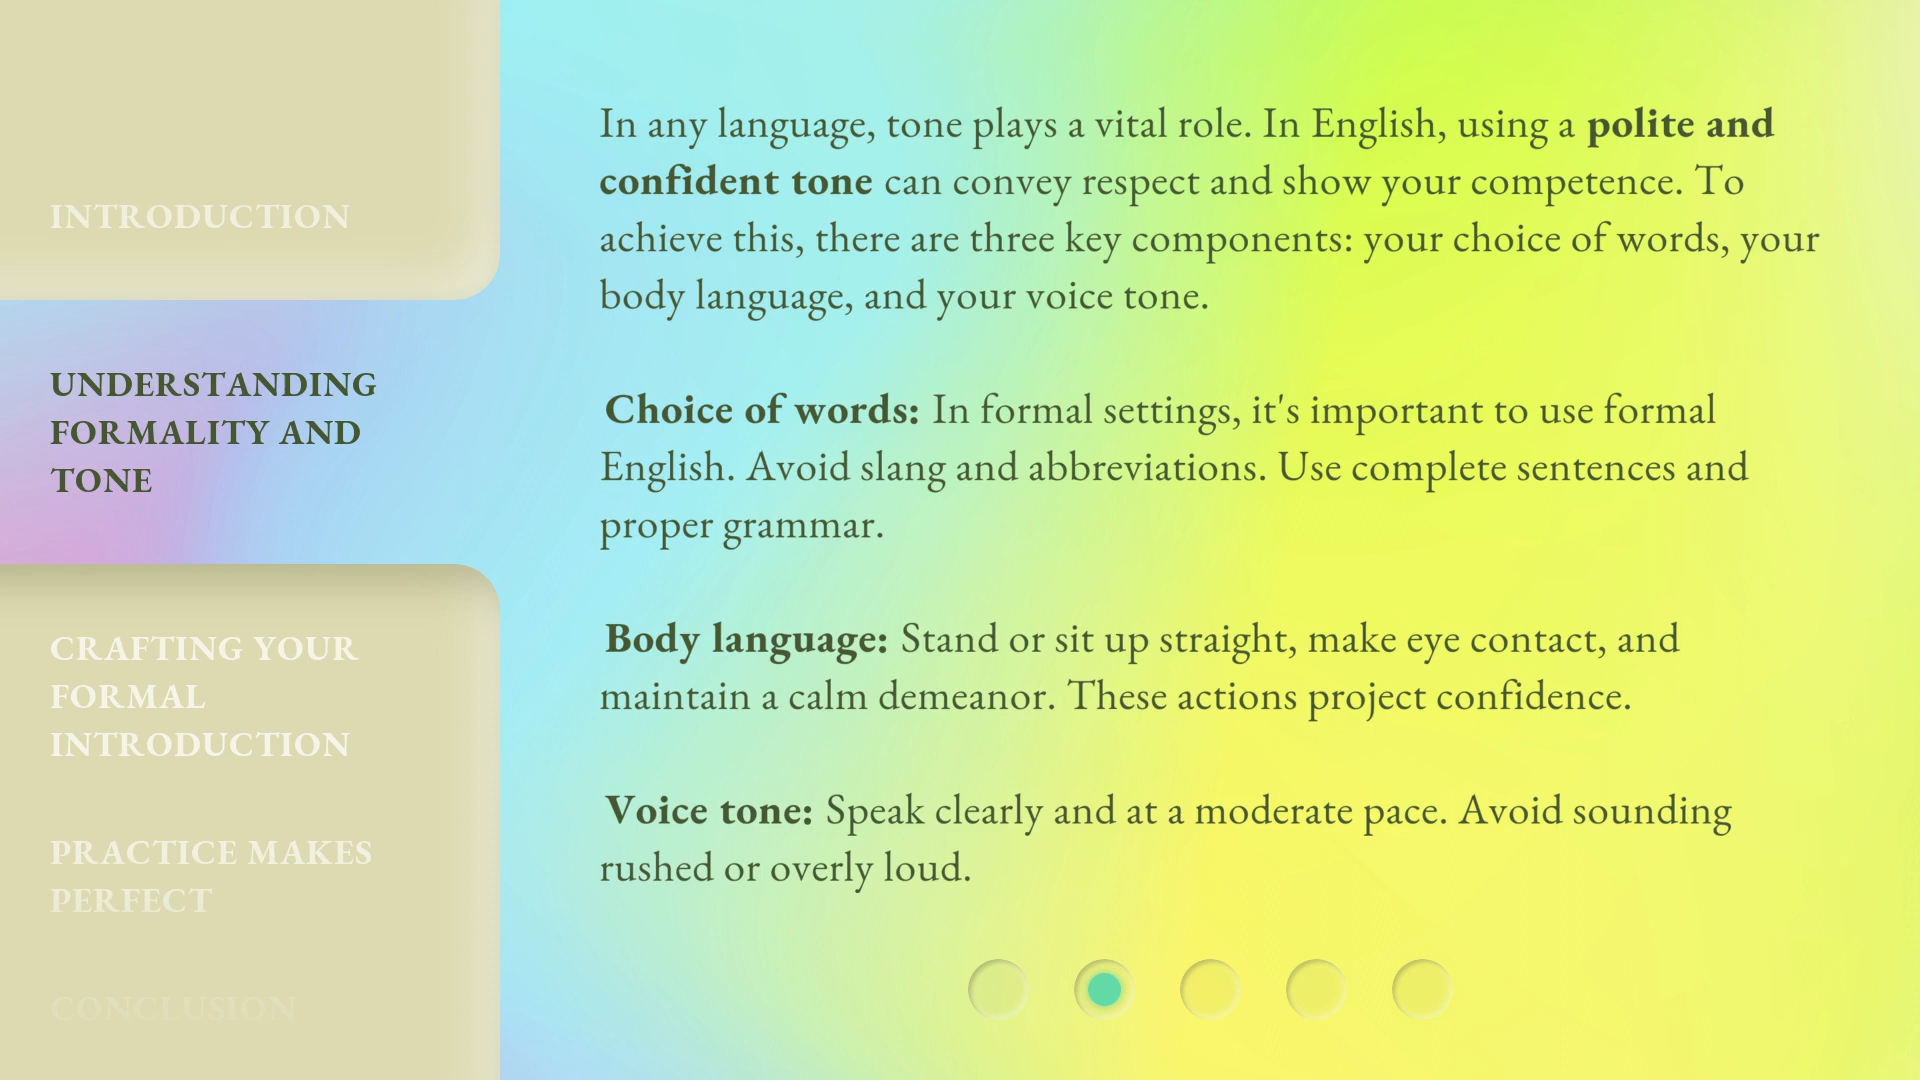 INTRODUCTION
UNDERSTANDING
FORMALITY AND
TONE
CRAFTING YOUR
FORMAL
INTRODUCTION
PRACTICE MAKES
PERFECT
CONCLUSION
In any language, tone plays a vital role. In English, using a polite and
confident tone can convey respect and show your competence. To
achieve this, there are three key components: your choice of words, your
body language, and your voice tone.
Choice of words: In formal settings, it's important to use formal
English. Avoid slang and abbreviations. Use complete sentences and
proper grammar.
Body language: Stand or sit up straight, make eye contact, and
maintain a calm demeanor. These actions project confidence.
Voice tone: Speak clearly and at a moderate pace. Avoid sounding
rushed or overly loud.